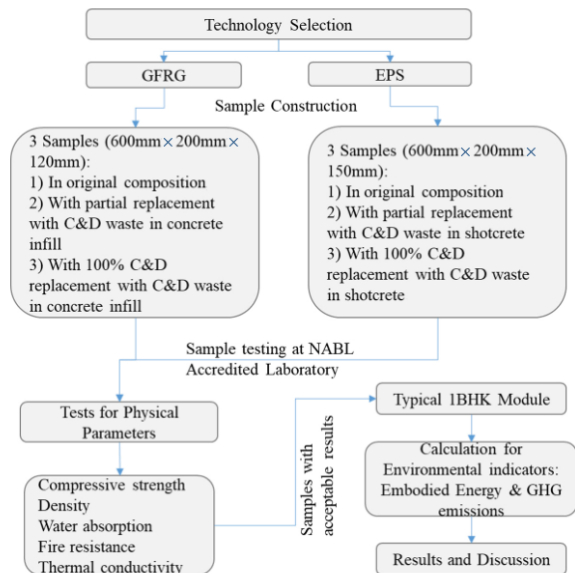 Technology Selection
GFRG
EPS
Sample Construction
3 Samples (600mm×200mm×
120mm):
1) In original composition
2) With partial replacement
with C&D waste in concrete
infill
3) With 100% C&D
replacement with C&D waste
in concrete infill
3 Samples (600mm×200mm×
150mm):
1) In original composition
2) With partial replacement
with C&D waste in shotcrete
3) With 100% C&D
replacement with C&D waste
in shotcrete
Sample testing at NABL
Accredited Laboratory
Tests for Physical
Parameters
Compressive strength
Density
Water absorption
Fire resistance
Thermal conductivity
Samples with
acceptable results
Typical 1BHK Module
Calculation for
Environmental indicators:
Embodied Energy & GHG
emissions
Results and Discussion